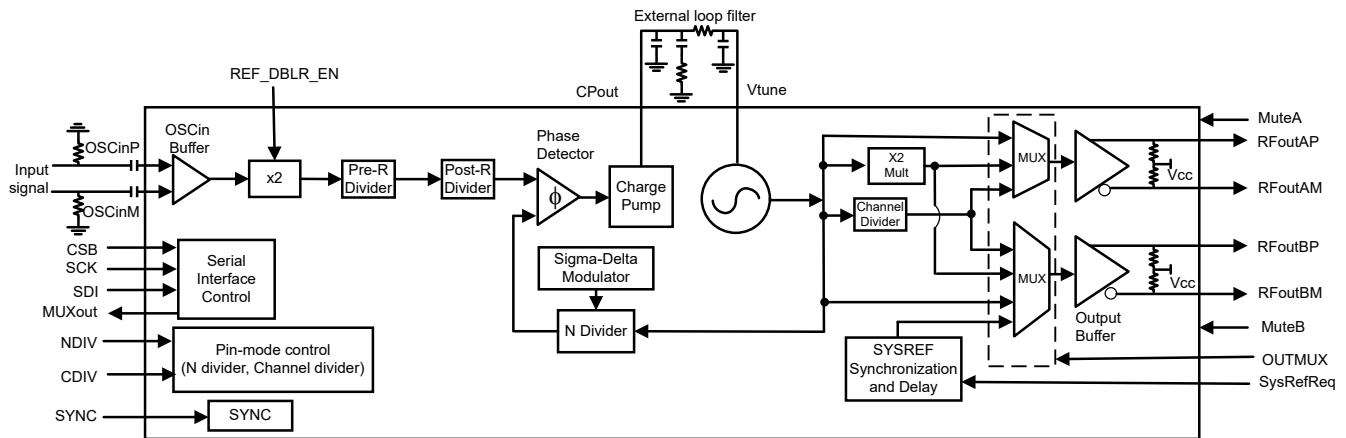 External loop filter
REF_DBLR_EN
CPout
Vtune
OSCinP
OSCin
Buffer
Input
signal
OSCinM
x2
Pre-R
Divider
Post-R
Divider
Phase
Detector
ϕ
Charge
Pump
X2
Mult
Channel
Divider
MUX
MUX
Vcc
Vcc
Output
Buffer
MuteA
RFoutAP
RFoutAM
RFoutBP
RFoutBM
MuteB
OUTMUX
SysRefReq
CSB
SCK
SDI
MUXout
Serial
Interface
Control
Sigma-Delta
Modulator
N Divider
SYSREF
Synchronization
and Delay
NDIV
CDIV
Pin-mode control
(N divider, Channel divider)
SYNC
SYNC